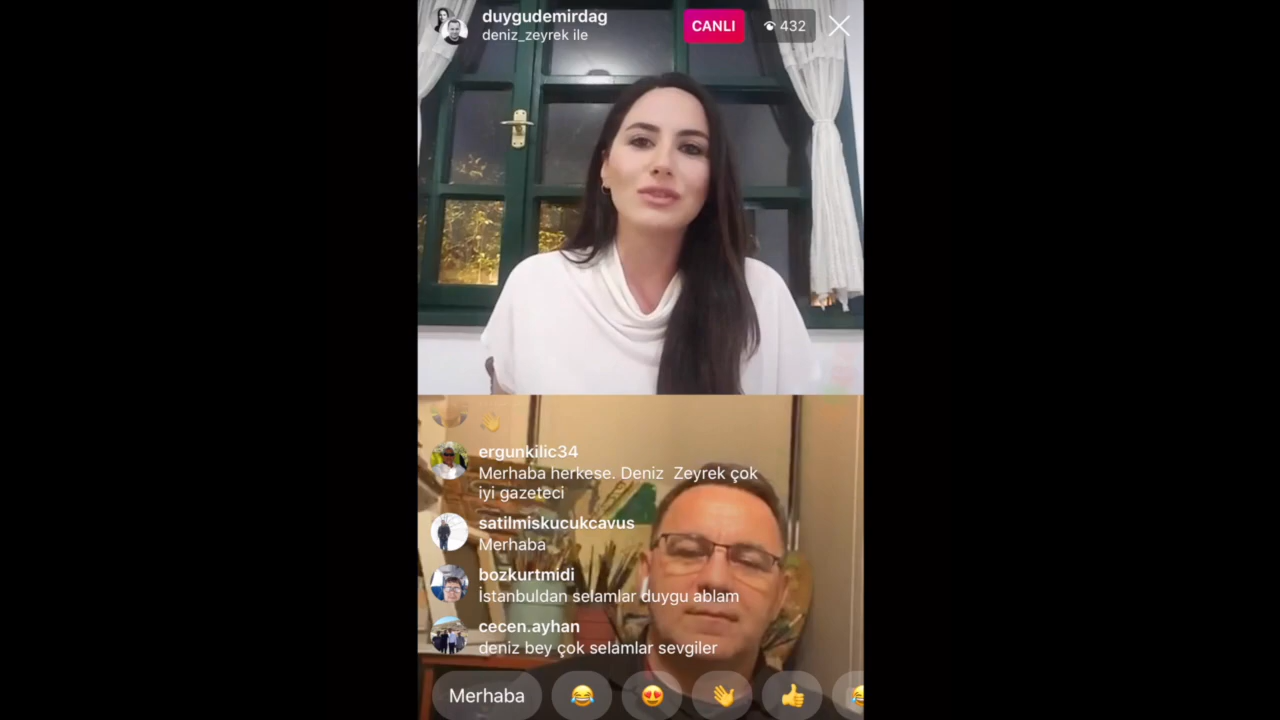 duygudemirdag
deniz_zeyrek ile
CANLI
432
ergunkilic34
Merhaba herkese. Deniz Zeyrek çok
iyi gazeteci
satilmiskucukcavus
Merhaba
bozkurtmidi
İstanbuldan selamlar duygu ablam
cecen.ayhan
deniz bey çok selamlar sevgiler
Merhaba